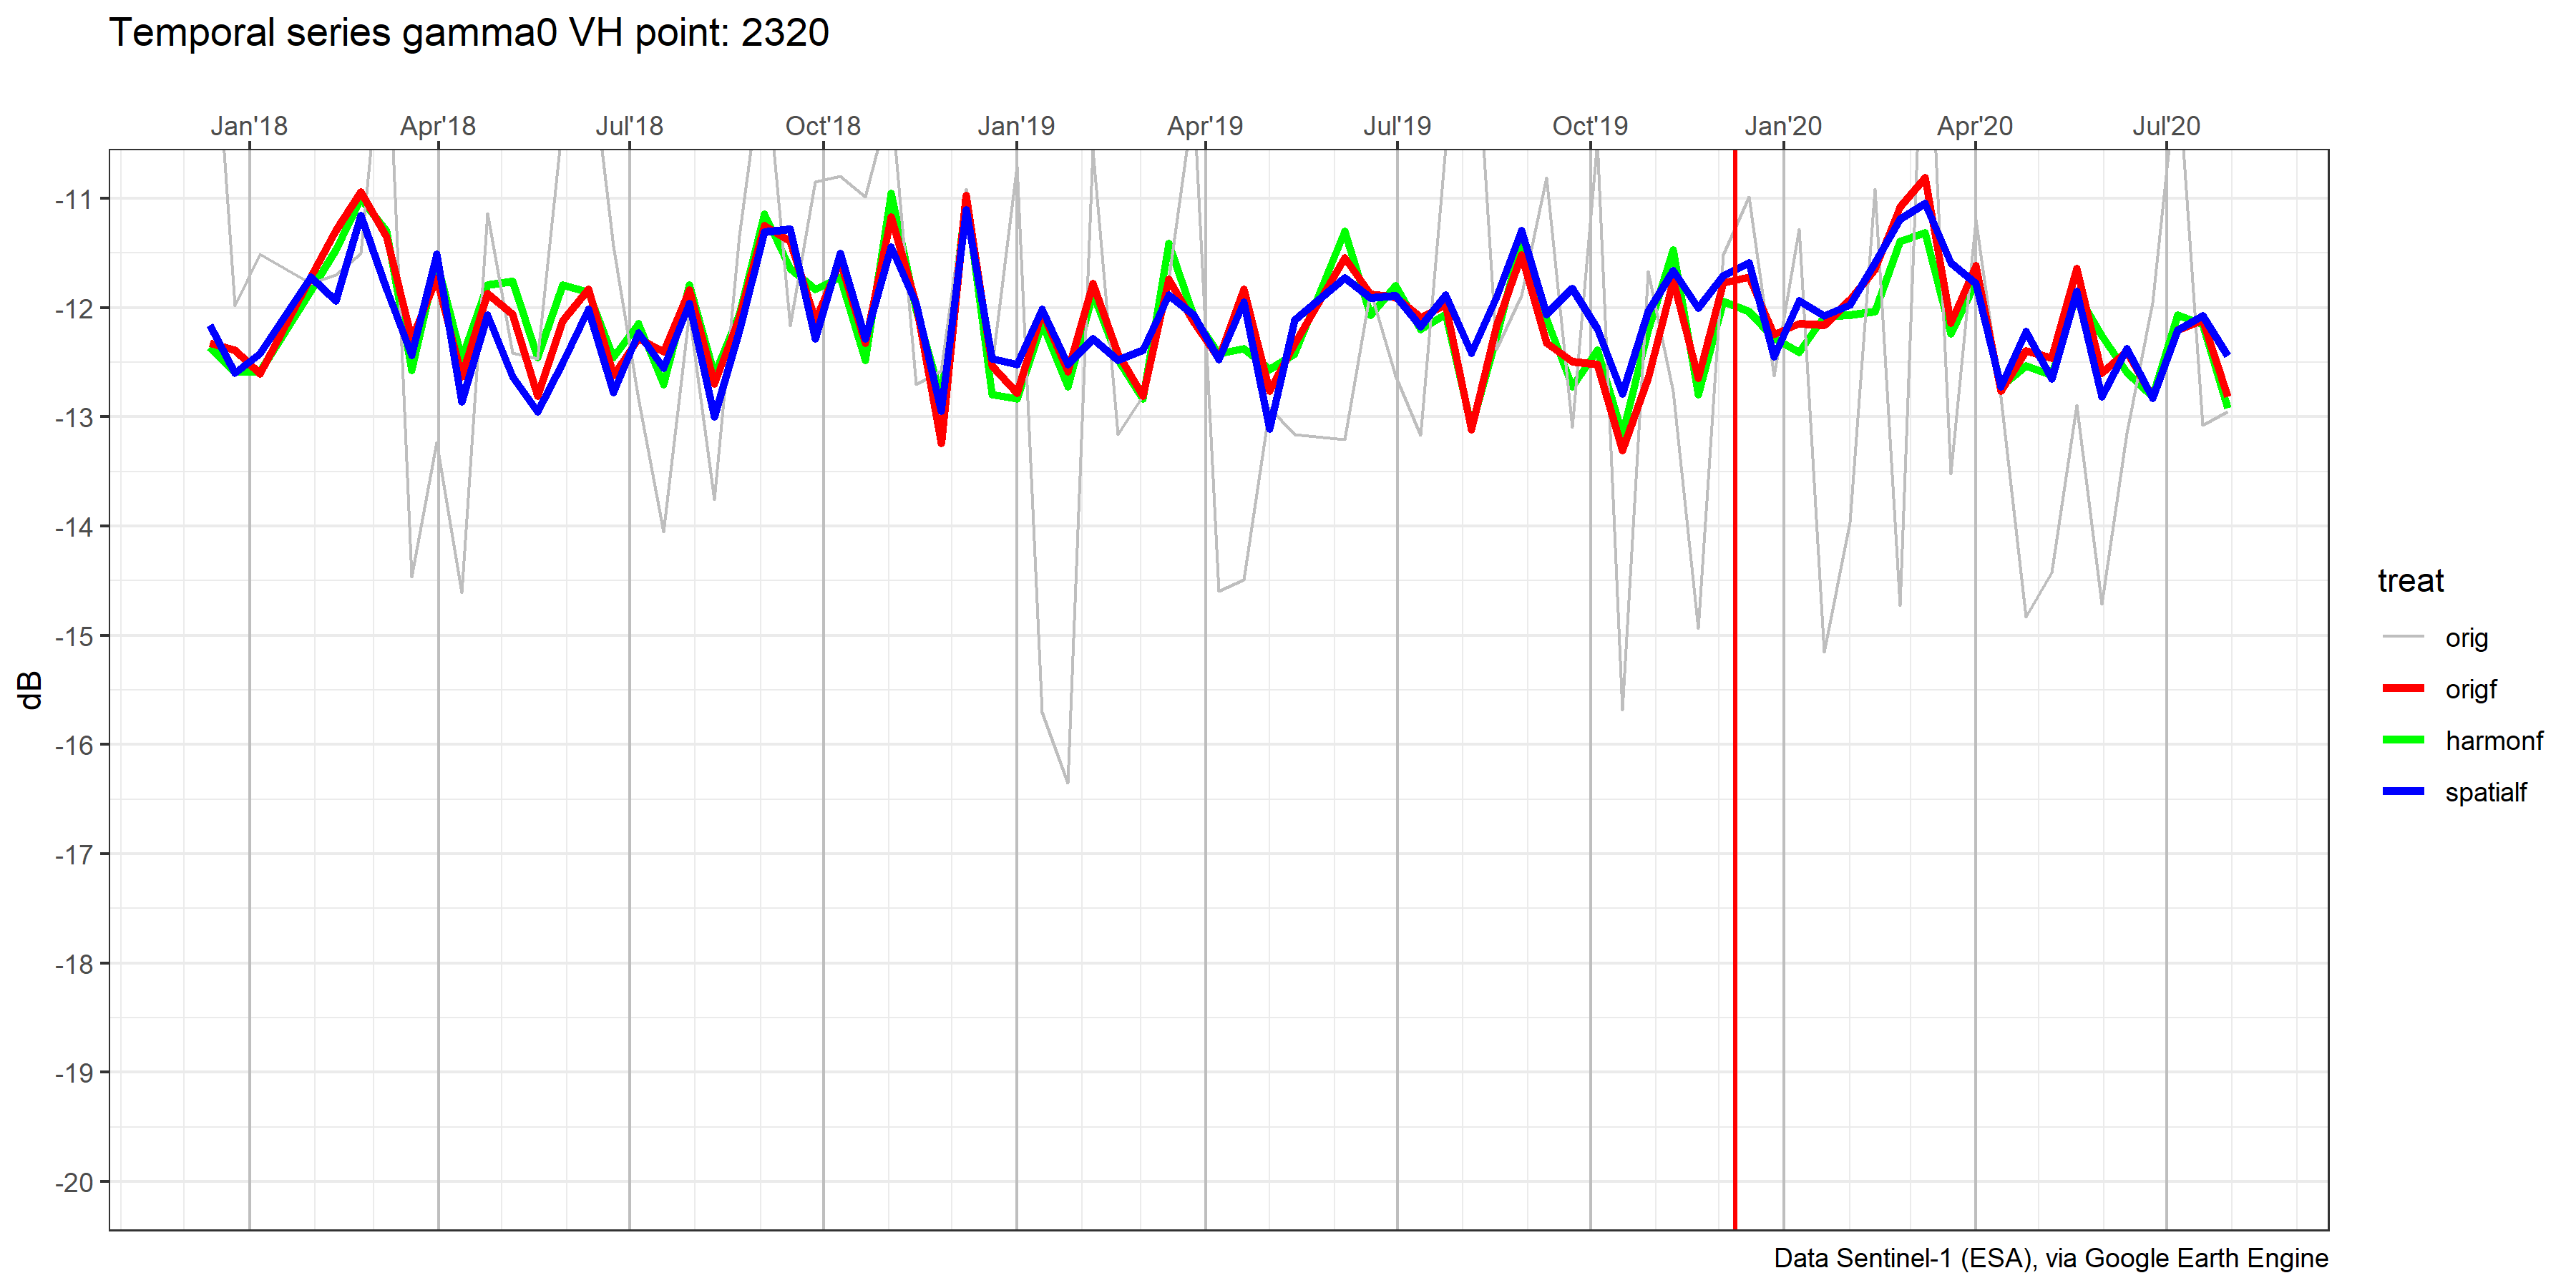 Temporal series gamma0 VH point: 2320
Jan'18 Apr'18 Jul'18 Oct'18 Jan'19 Apr'19 Jul'19 Oct'19 Jan'20 Apr'20 Jul'20
-11
-12
-13
-14
-15
-16
-17
-18
-19
-20
dB
treat
orig
origf
harmonf
spatialf
Data Sentinel-1 (ESA), via Google Earth Engine